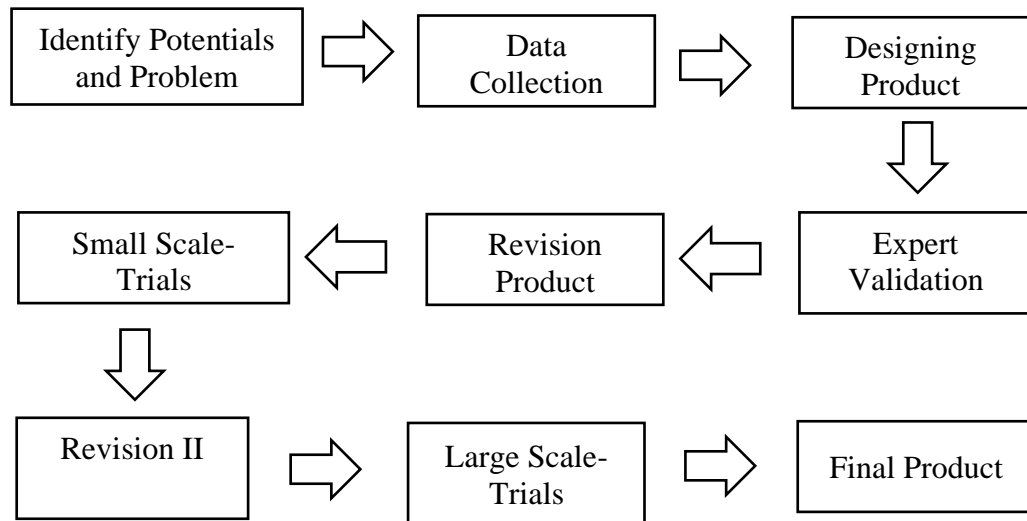 Identify Potentials
and Problem
Data
Collection
Designing
Product
Expert
Validation
Revision
Product
Small Scale-
Trials
Revision II
Large Scale-
Trials
Final Product